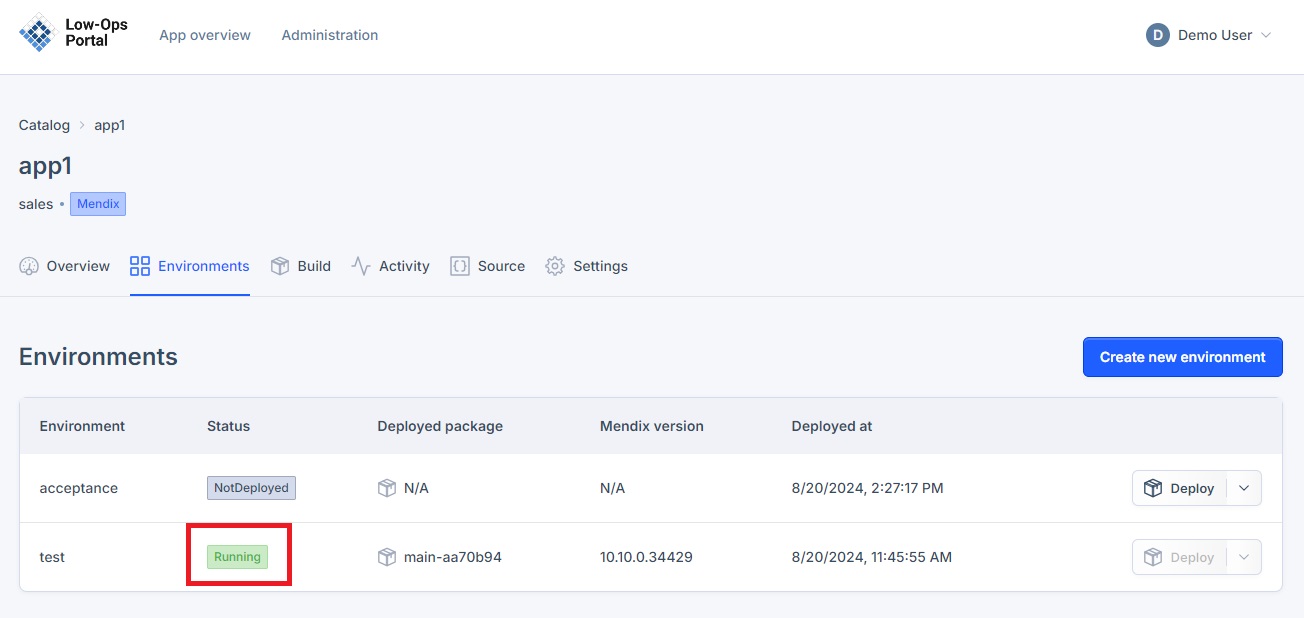 Low-Ops
Portal
App overview Administration
D Demo User
Catalog > app1
app1
sales • Mendix
Overview Environments Build Activity Source Settings
Environments
Create new environment
Environment Status Deployed package Mendix version Deployed at
acceptance NotDeployed N/A N/A 8/20/2024, 2:27:17 PM Deploy
test Running main-aa70b94 10.10.0.34429 8/20/2024, 11:45:55 AM Deploy